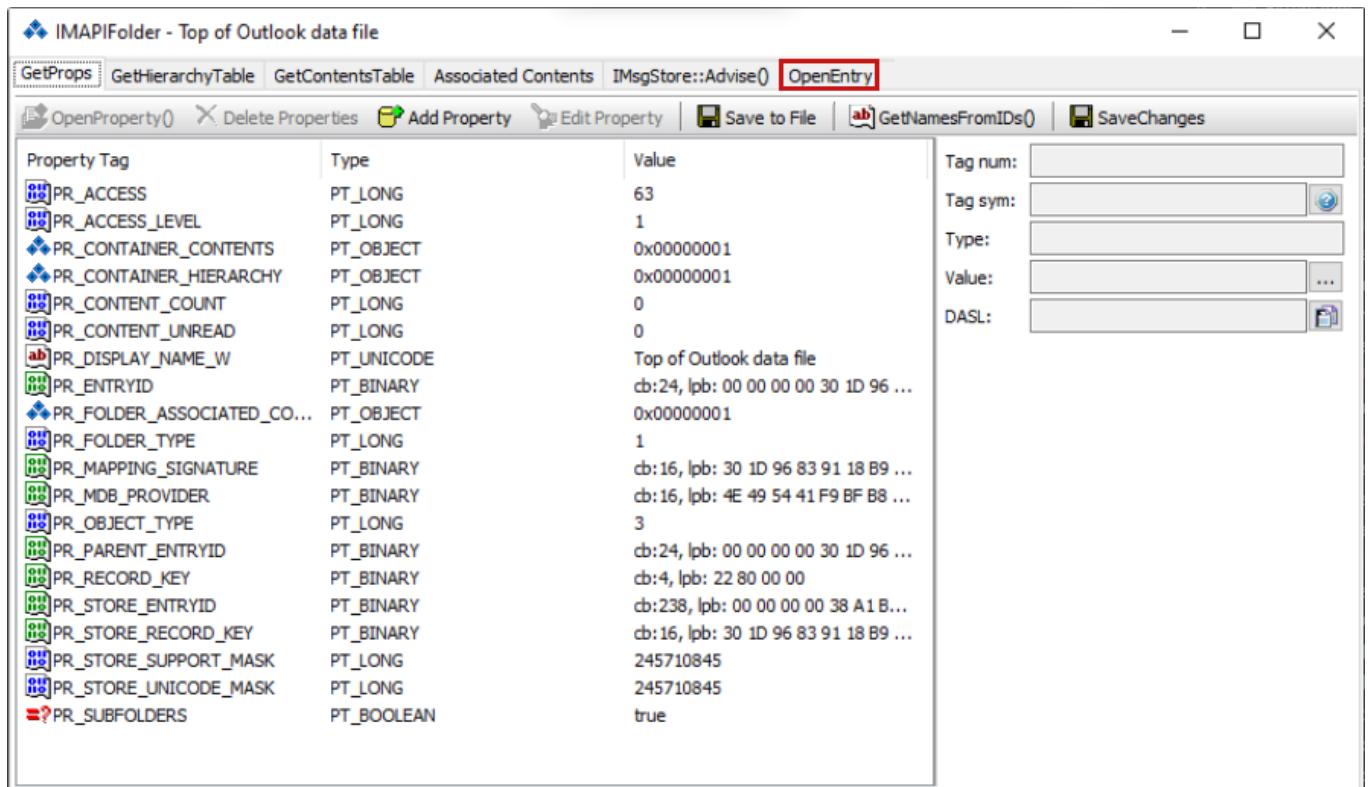 IMAPIFolder - Top of Outlook data file
GetProps GetHierarchyTable GetContentsTable Associated Contents IMsgStore::Advise() OpenEntry
OpenProperty() Delete Properties Add Property Edit Property Save to File GetNamesFromIDs() SaveChanges
Property Tag Type Value
PR_ACCESS PT_LONG 63
PR_ACCESS_LEVEL PT_LONG 1
PR_CONTAINER_CONTENTS PT_OBJECT 0x00000001
PR_CONTAINER_HIERARCHY PT_OBJECT 0x00000001
PR_CONTENT_COUNT PT_LONG 0
PR_CONTENT_UNREAD PT_LONG 0
PR_DISPLAY_NAME_W PT_UNICODE Top of Outlook data file
PR_ENTRYID PT_BINARY cb:24, lpb: 00 00 00 00 30 1D 96 ...
PR_FOLDER_ASSOCIATED_CO... PT_OBJECT 0x00000001
PR_FOLDER_TYPE PT_LONG 1
PR_MAPPING_SIGNATURE PT_BINARY cb:16, lpb: 30 1D 96 83 91 18 B9 ...
PR_MDB_PROVIDER PT_BINARY cb:16, lpb: 4E 49 54 41 F9 BF B8 ...
PR_OBJECT_TYPE PT_LONG 3
PR_PARENT_ENTRYID PT_BINARY cb:24, lpb: 00 00 00 00 30 1D 96 ...
PR_RECORD_KEY PT_BINARY cb:4, lpb: 22 80 00 00
PR_STORE_ENTRYID PT_BINARY cb:238, lpb: 00 00 00 00 38 A1 B...
PR_STORE_RECORD_KEY PT_BINARY cb:16, lpb: 30 1D 96 83 91 18 B9 ...
PR_STORE_SUPPORT_MASK PT_LONG 245710845
PR_STORE_UNICODE_MASK PT_LONG 245710845
PR_SUBFOLDERS PT_BOOLEAN true
Tag num:
Tag sym:
Type:
Value: ...
DASL: